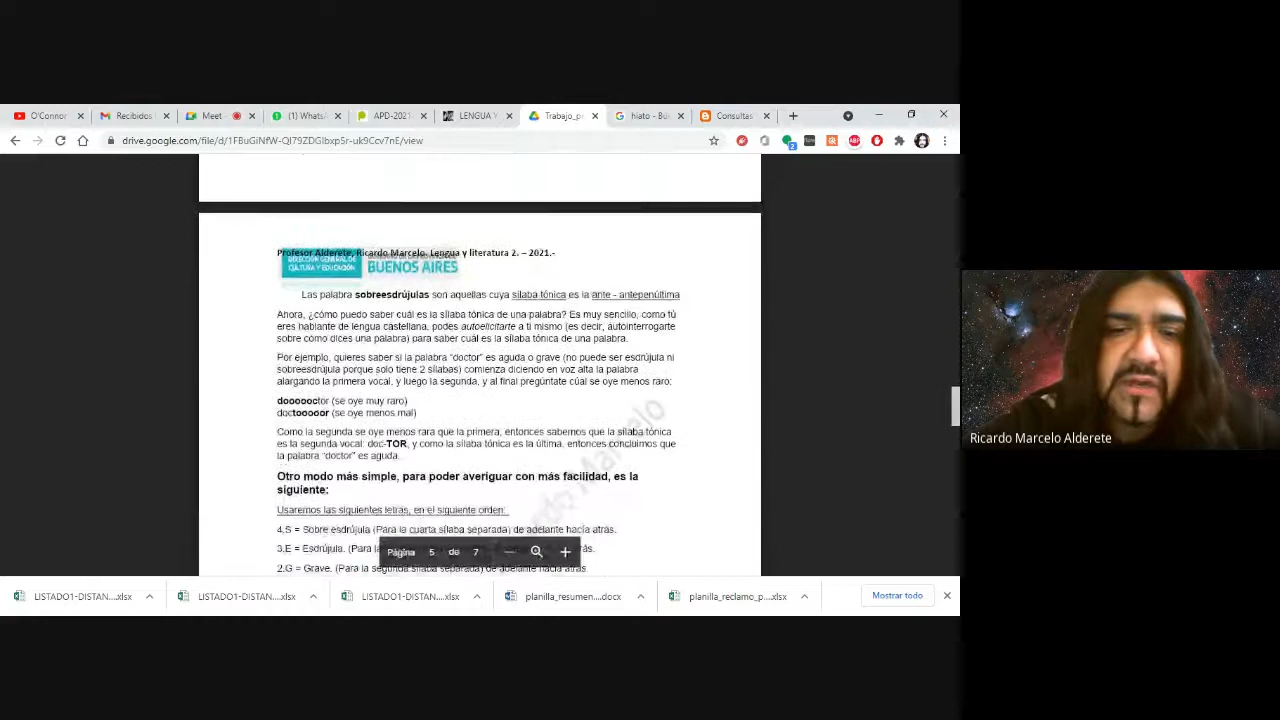 O'Connor
Recibidos
Meet -
(1) Whats
APD-2021-
LENGUA Y
Trabajo_p
hiato - Bu
Consultas
drive.google.com/file/d/1FBuGiNfW-QI79ZDGlbxp5r-uk9Ccv7nE/view
Profesor Alderete, Ricardo Marcelo. Lengua y literatura 2. – 2021.-
DIRECCIÓN GENERAL DE
CULTURA Y EDUCACIÓN
BUENOS AIRES
Las palabra sobreesdrújulas son aquellas cuya sílaba tónica es la ante - antepenúltima
Ahora, ¿cómo puedo saber cuál es la sílaba tónica de una palabra? Es muy sencillo, como tú
eres hablante de lengua castellana, podés autoelicitarte a ti mismo (es decir, autointerrogarte
sobre cómo dices una palabra) para saber cuál es la sílaba tónica de una palabra.
Por ejemplo, quieres saber si la palabra "doctor" es aguda o grave (no puede ser esdrújula ni
sobreesdrújula porque solo tiene 2 sílabas) comienza diciendo en voz alta la palabra
alargando la primera vocal, y luego la segunda, y al final pregúntate cúal se oye menos raro:
doooooctor (se oye muy raro)
doctooooor (se oye menos mal)
Como la segunda se oye menos rara que la primera, entonces sabemos que la sílaba tónica
es la segunda vocal: doc-TOR, y como la sílaba tónica es la última, entonces concluimos que
la palabra "doctor" es aguda.
Otro modo más simple, para poder averiguar con más facilidad, es la
siguiente:
Usaremos las siguientes letras, en el siguiente orden:
4.S = Sobre esdrújula (Para la cuarta sílaba separada) de adelante hacia atrás.
3.E = Esdrújula. (Para la
2.G = Grave. (Para la segunda sílaba separada) de adelante hacia atrás
Página 5 de 7
LISTADO1-DISTAN....xlsx
LISTADO1-DISTAN....xlsx
LISTADO1-DISTAN....xlsx
planilla_resumen....docx
planilla_reclamo_p....xlsx
Mostrar todo
Ricardo Marcelo Alderete